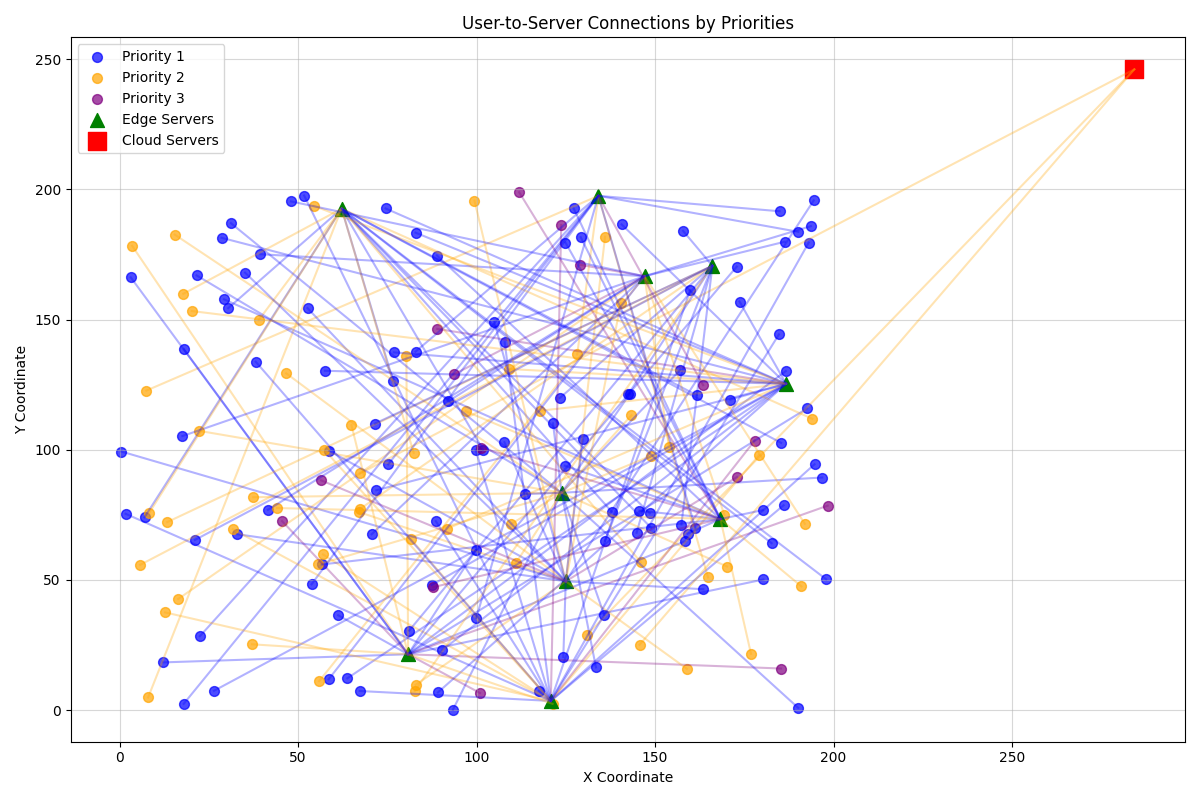 User-to-Server Connections by Priorities
Priority 1
Priority 2
Priority 3
Edge Servers
Cloud Servers
250
200
150
100
50
0
Y Coordinate
0 50 100 150 200 250
X Coordinate